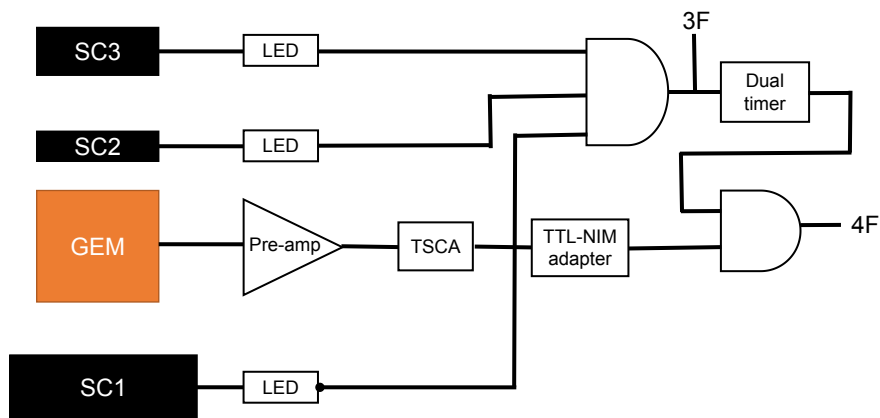 3F
SC3
LED
Dual
timer
SC2
LED
GEM
Pre-amp
TSCA
TTL-NIM
adapter
4F
SC1
LED